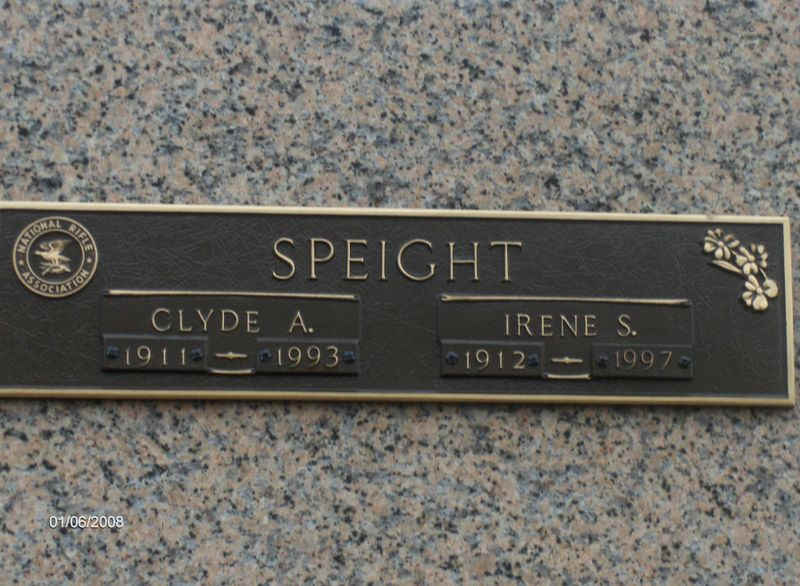 NATIONAL RIFLE ASSOCIATION
SPEIGHT
CLYDE A.
1911 1993
IRENE S.
1912 1997
01/06/2008